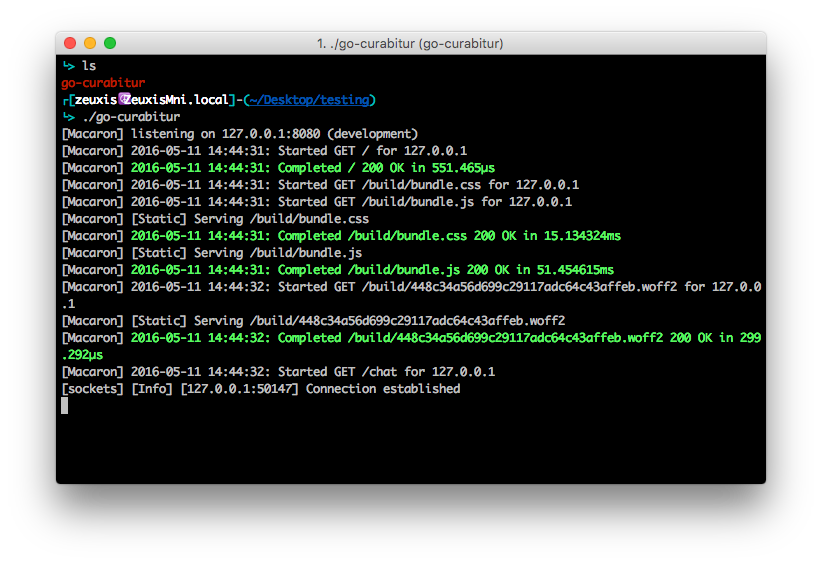 1. ./go-curabitur (go-curabitur)
↳> ls
go-curabitur
┌[zeuxis ZeuxisMni.local]-(~/Desktop/testing)
↳> ./go-curabitur
[Macaron] listening on 127.0.0.1:8080 (development)
[Macaron] 2016-05-11 14:44:31: Started GET / for 127.0.0.1
[Macaron] 2016-05-11 14:44:31: Completed / 200 OK in 551.465µs
[Macaron] 2016-05-11 14:44:31: Started GET /build/bundle.css for 127.0.0.1
[Macaron] 2016-05-11 14:44:31: Started GET /build/bundle.js for 127.0.0.1
[Macaron] [Static] Serving /build/bundle.css
[Macaron] 2016-05-11 14:44:31: Completed /build/bundle.css 200 OK in 15.134324ms
[Macaron] [Static] Serving /build/bundle.js
[Macaron] 2016-05-11 14:44:31: Completed /build/bundle.js 200 OK in 51.454615ms
[Macaron] 2016-05-11 14:44:32: Started GET /build/448c34a56d699c29117adc64c43affeb.woff2 for 127.0.0
.1
[Macaron] [Static] Serving /build/448c34a56d699c29117adc64c43affeb.woff2
[Macaron] 2016-05-11 14:44:32: Completed /build/448c34a56d699c29117adc64c43affeb.woff2 200 OK in 299
.292µs
[Macaron] 2016-05-11 14:44:32: Started GET /chat for 127.0.0.1
[sockets] [Info] [127.0.0.1:50147] Connection established